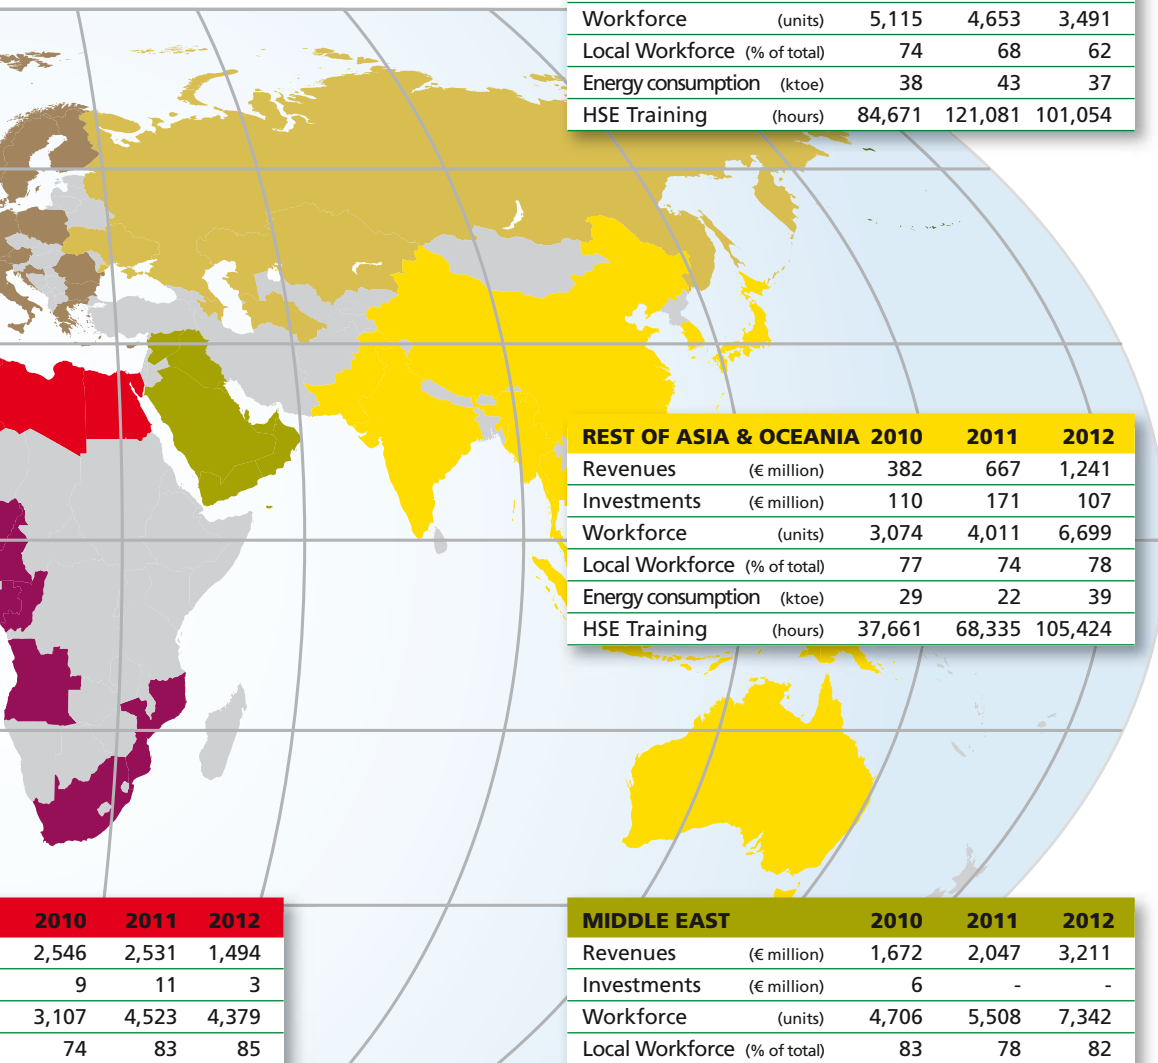 Workforce (units) 5,115 4,653 3,491
Local Workforce (% of total) 74 68 62
Energy consumption (ktoe) 38 43 37
HSE Training (hours) 84,671 121,081 101,054
REST OF ASIA & OCEANIA 2010 2011 2012
Revenues (€ million) 382 667 1,241
Investments (€ million) 110 171 107
Workforce (units) 3,074 4,011 6,699
Local Workforce (% of total) 77 74 78
Energy consumption (ktoe) 29 22 39
HSE Training (hours) 37,661 68,335 105,424
2010 2011 2012
2,546 2,531 1,494
9 11 3
3,107 4,523 4,379
74 83 85
MIDDLE EAST 2010 2011 2012
Revenues (€ million) 1,672 2,047 3,211
Investments (€ million) 6 - -
Workforce (units) 4,706 5,508 7,342
Local Workforce (% of total) 83 78 82